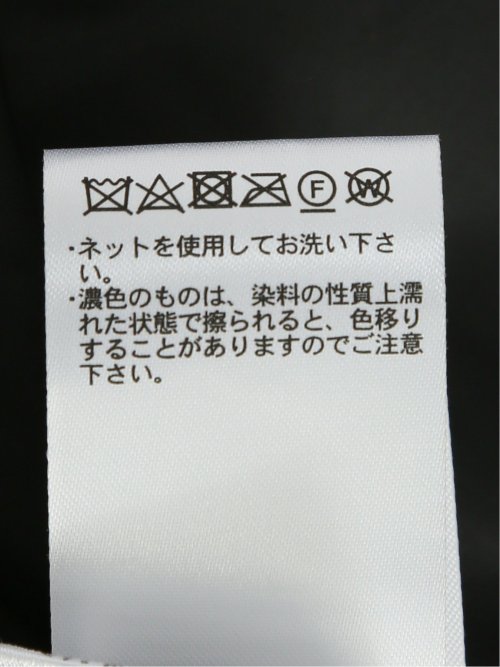 F W
・ネットを使用してお洗い下さ
い。
・濃色のものは、染料の性質上濡
れた状態で擦られると、色移り
することがありますのでご注意
下さい。